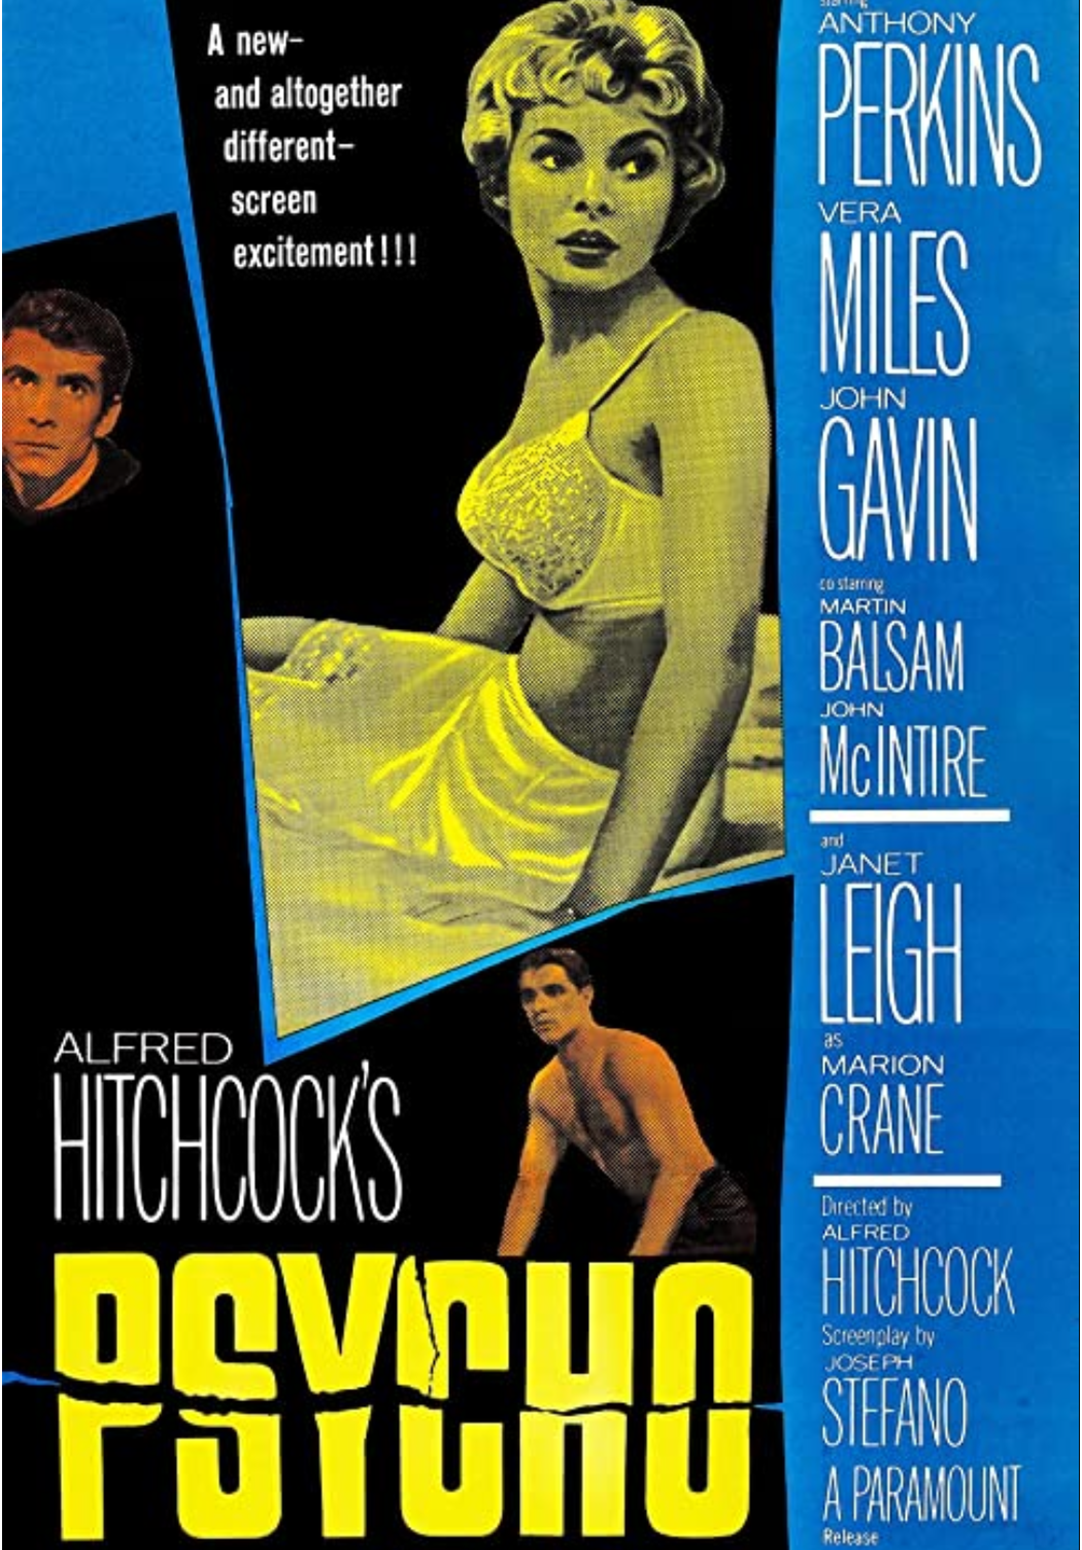 A new-
and altogether
different-
screen
excitement!!!
starring
ANTHONY
PERKINS
VERA
MILES
JOHN
GAVIN
co starring
MARTIN
BALSAM
JOHN
McINTIRE
and
JANET
LEIGH
as
MARION
CRANE
Directed by
ALFRED
HITCHCOCK
Screenplay by
JOSEPH
STEFANO
A PARAMOUNT
Release
ALFRED
HITCHCOCK'S
PSYCHO